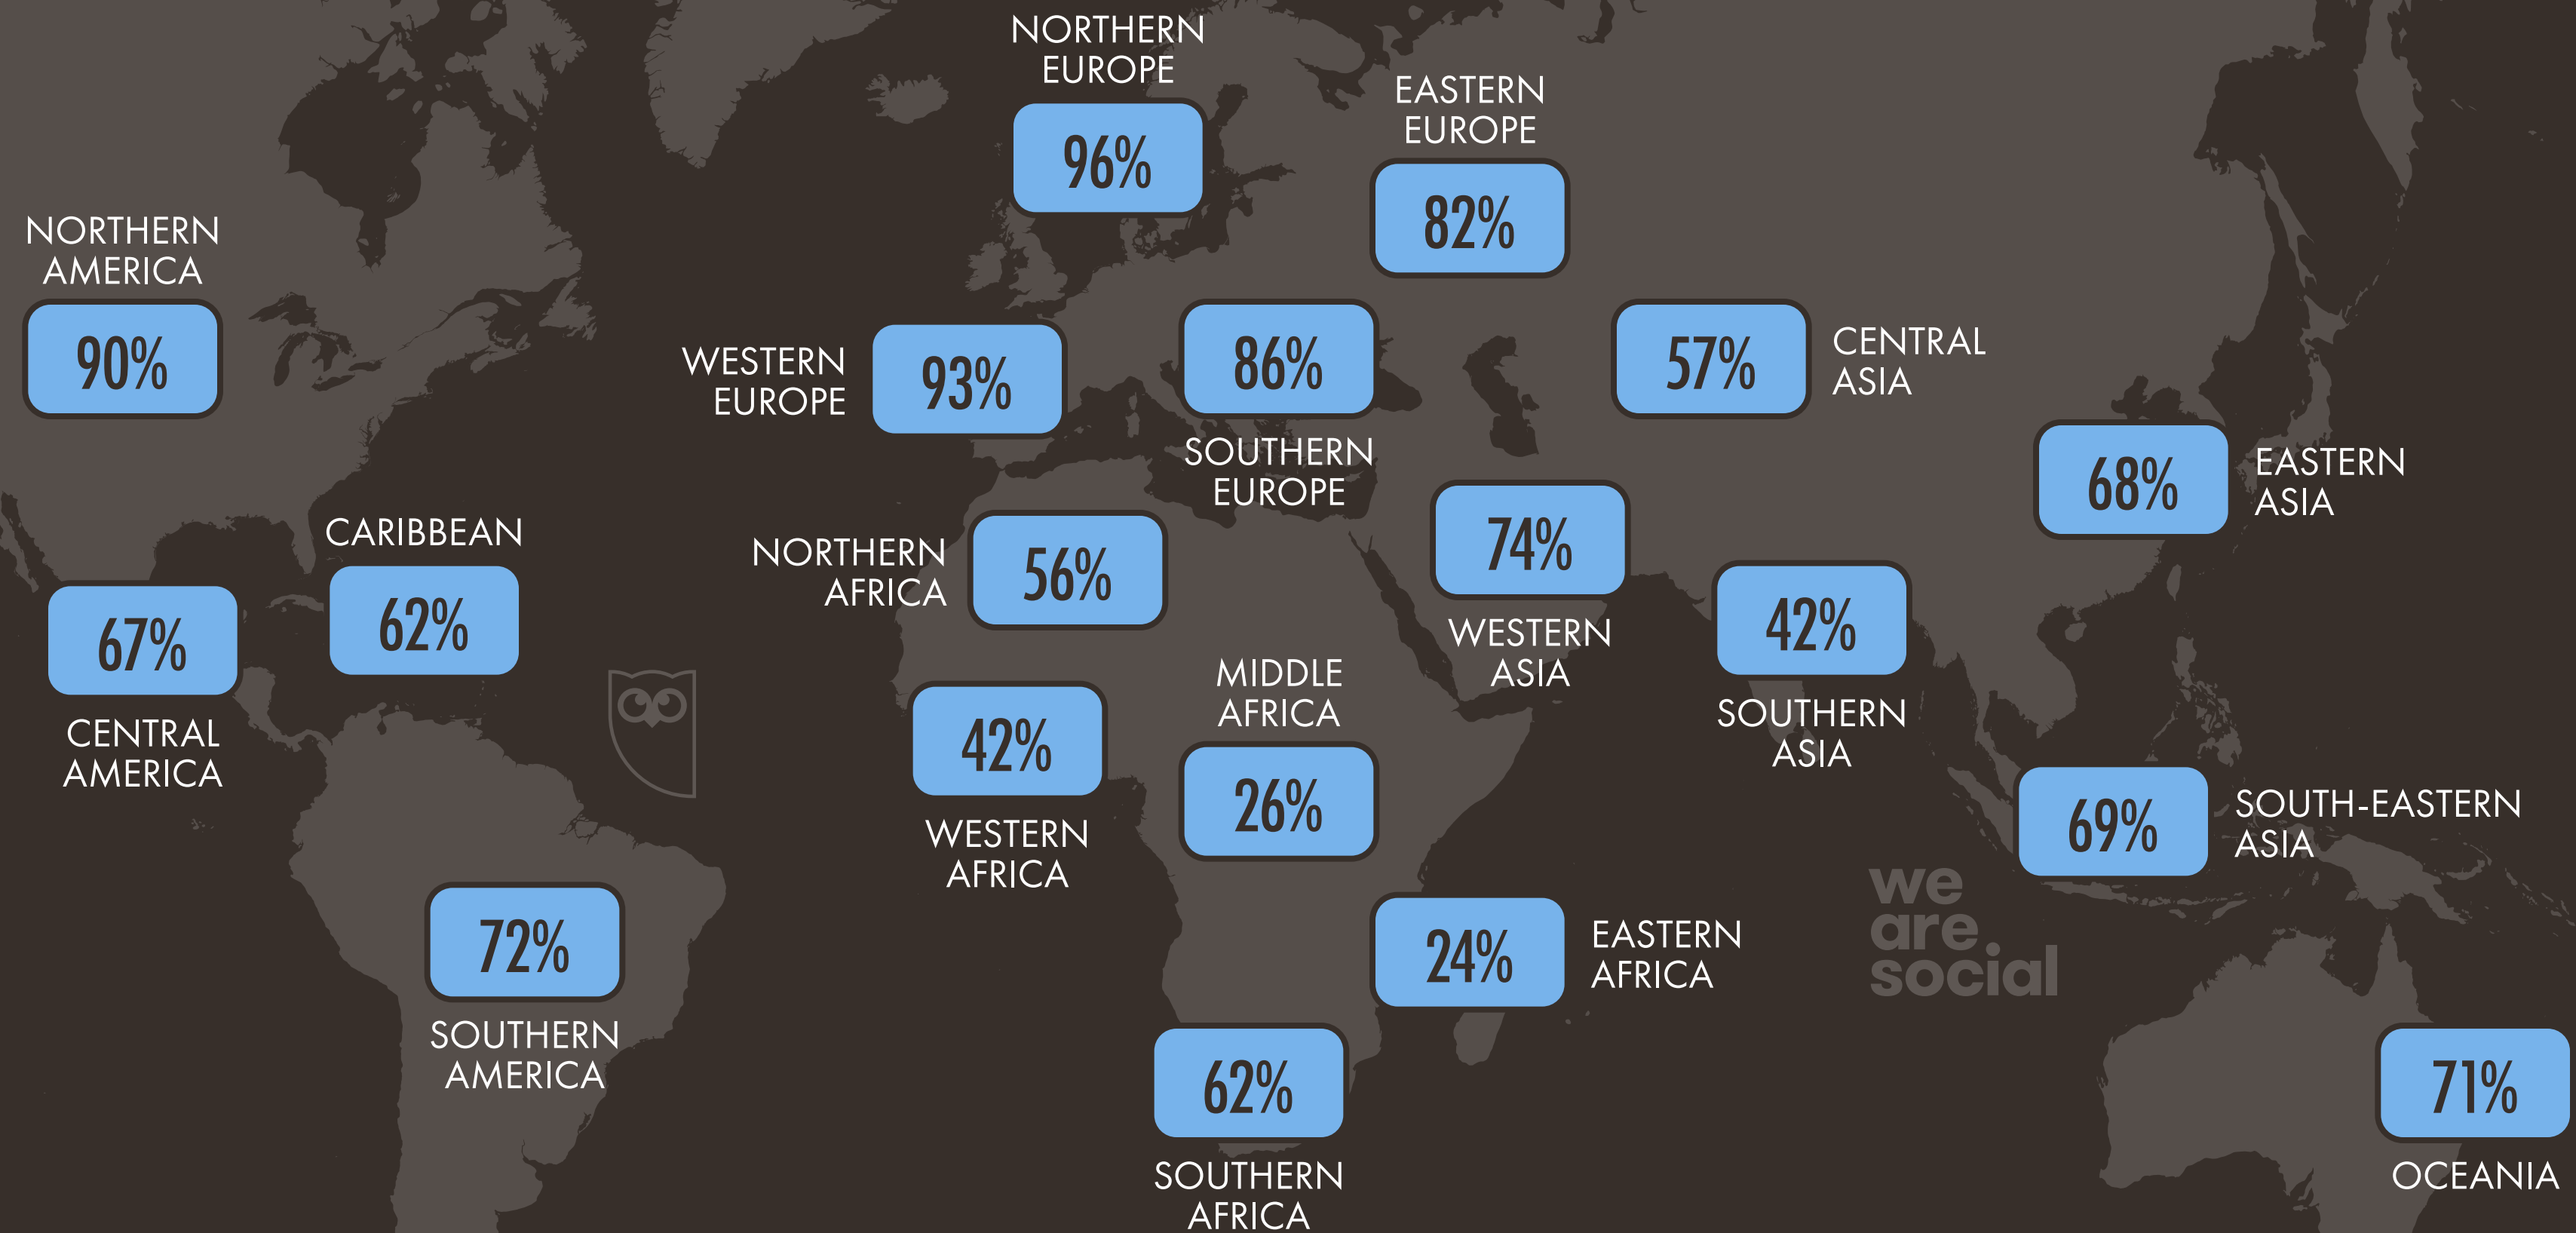 NORTHERN
EUROPE
96%
EASTERN
EUROPE
82%
NORTHERN
AMERICA
90%
WESTERN
EUROPE
93%
86%
SOUTHERN
EUROPE
57%
CENTRAL
ASIA
68%
EASTERN
ASIA
CARIBBEAN
62%
67%
CENTRAL
AMERICA
NORTHERN
AFRICA
56%
74%
WESTERN
ASIA
42%
SOUTHERN
ASIA
42%
WESTERN
AFRICA
MIDDLE
AFRICA
26%
69%
SOUTH-EASTERN
ASIA
72%
SOUTHERN
AMERICA
24%
EASTERN
AFRICA
we
are
social
62%
SOUTHERN
AFRICA
71%
OCEANIA